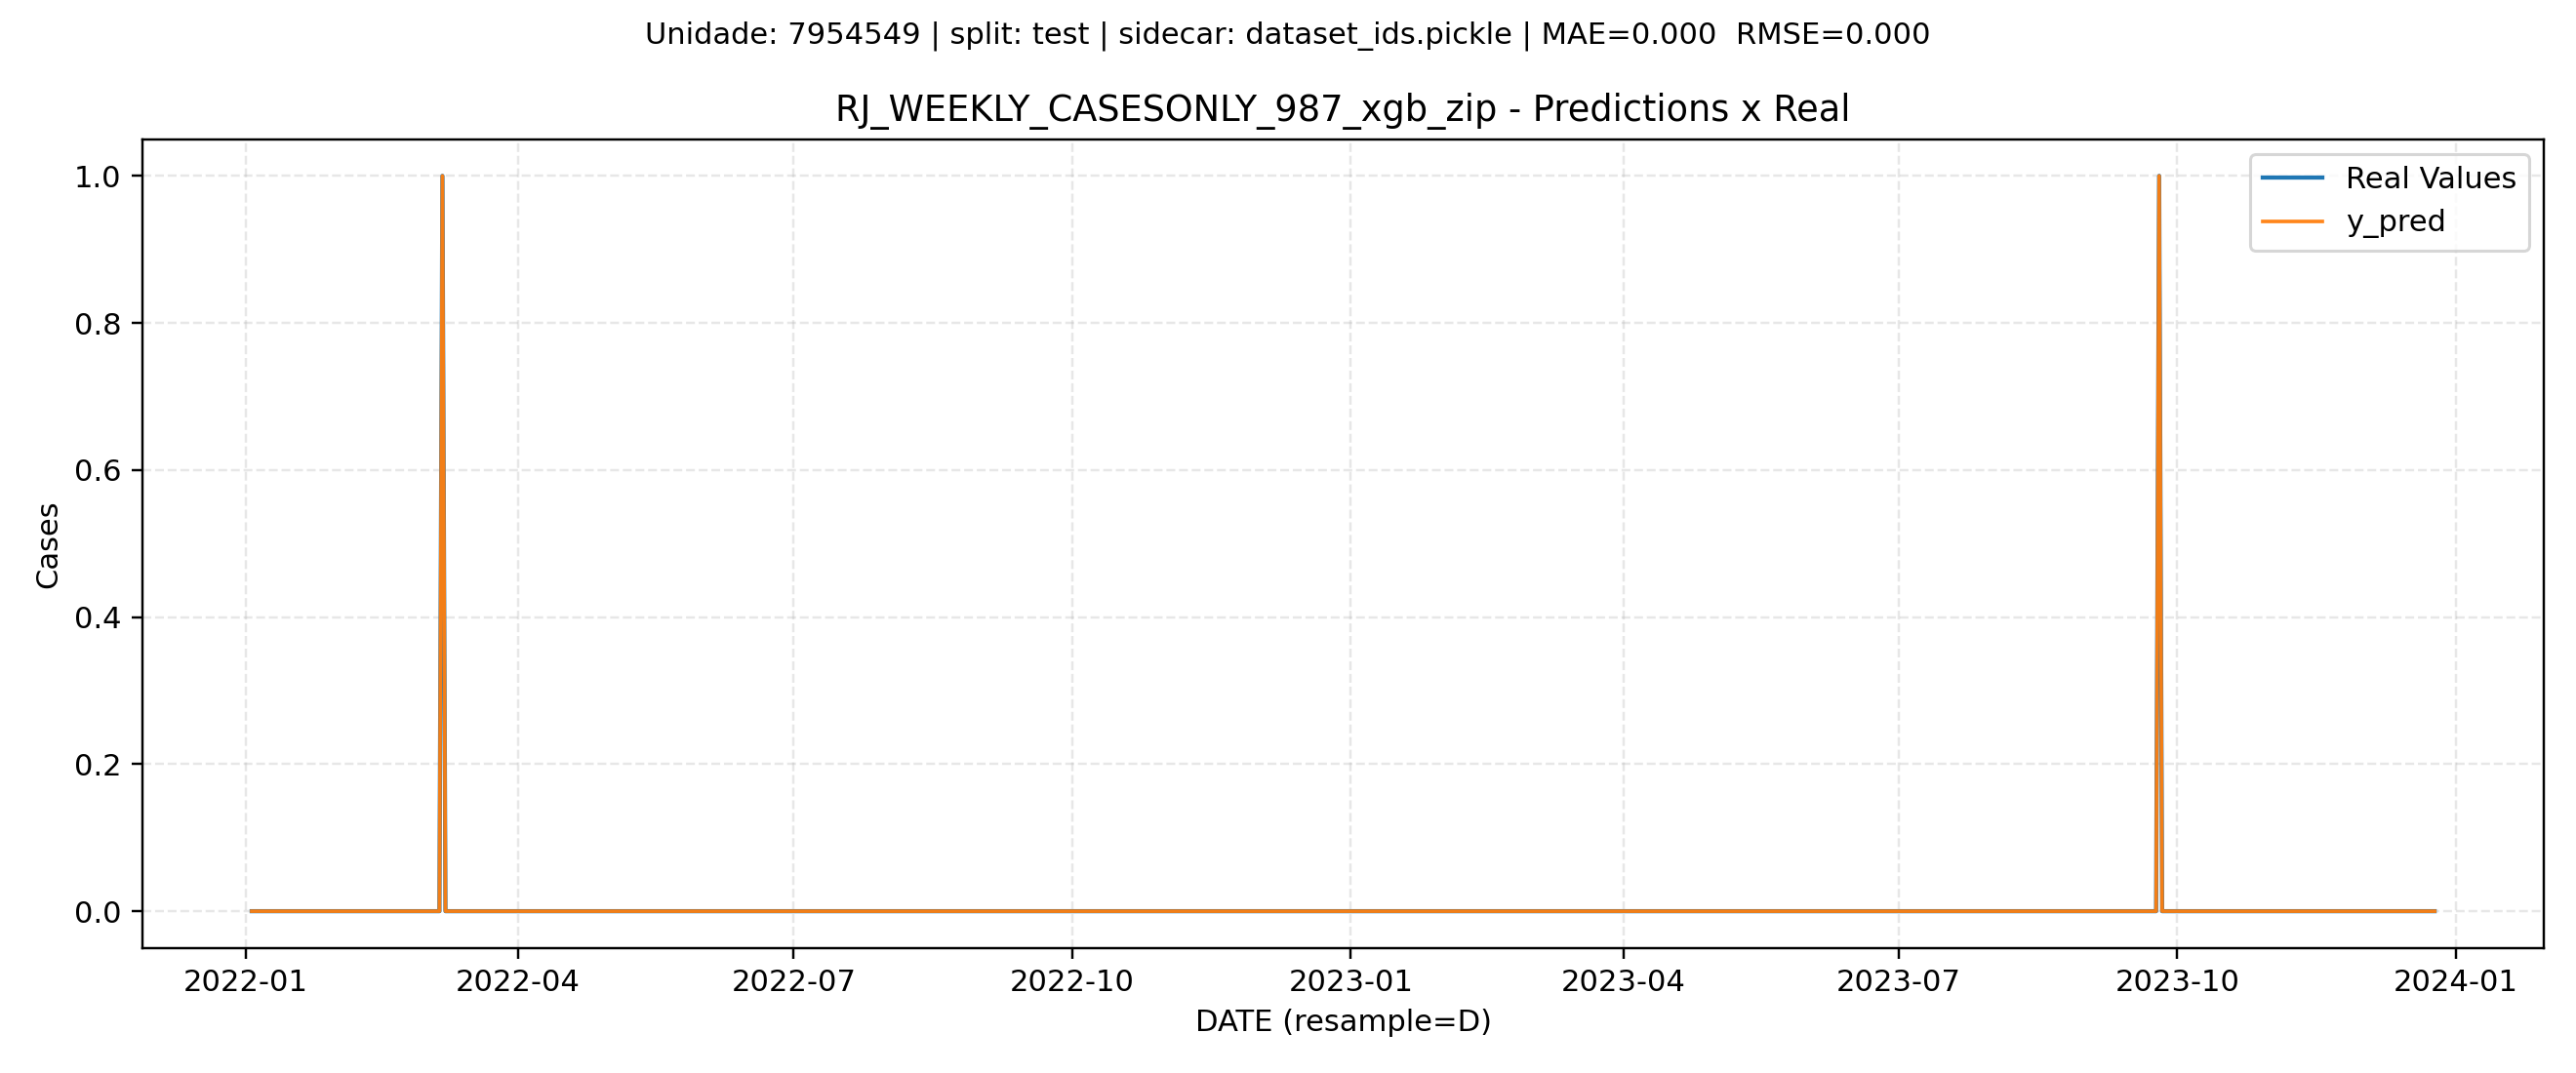 Unidade: 7954549 | split: test | sidecar: dataset_ids.pickle | MAE=0.000  RMSE=0.000
RJ_WEEKLY_CASESONLY_987_xgb_zip - Predictions x Real
Real Values
y_pred
1.0
0.8
0.6
0.4
0.2
0.0
Cases
2022-01 2022-04 2022-07 2022-10 2023-01 2023-04 2023-07 2023-10 2024-01
DATE (resample=D)